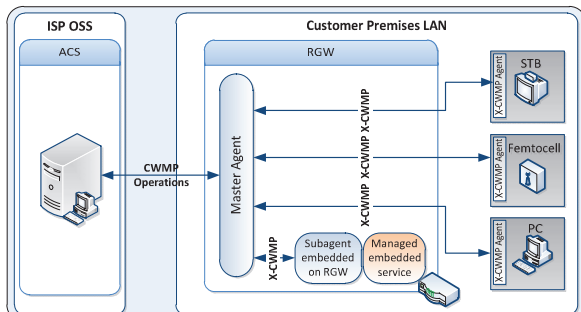 ISP OSS
Customer Premises LAN
ACS
RGW
CWMP
Operations
Master Agent
X-CWMP
X-CWMP
X-CWMP
X-CWMP
Subagent
embedded
on RGW
Managed
embedded
service
X-CWMP Agent
STB
X-CWMP Agent
Femtocell
X-CWMP Agent
PC